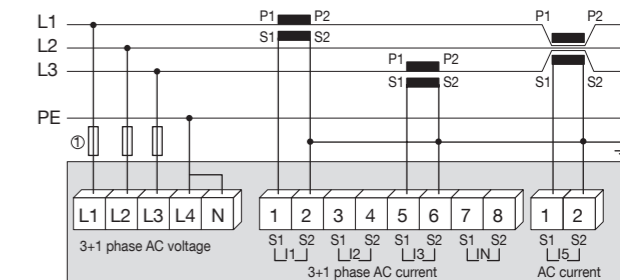 L1 P1 P2 P1 P2
S1 S2
L2
L3 P1 P2
S1 S2 S1 S2
PE
①
L1 L2 L3 L4 N 1 2 3 4 5 6 7 8 1 2
S1 S2 S1 S2 S1 S2 S1 S2 S1 S2
3+1 phase AC voltage I1 I2 I3 IN I5
3+1 phase AC current AC current